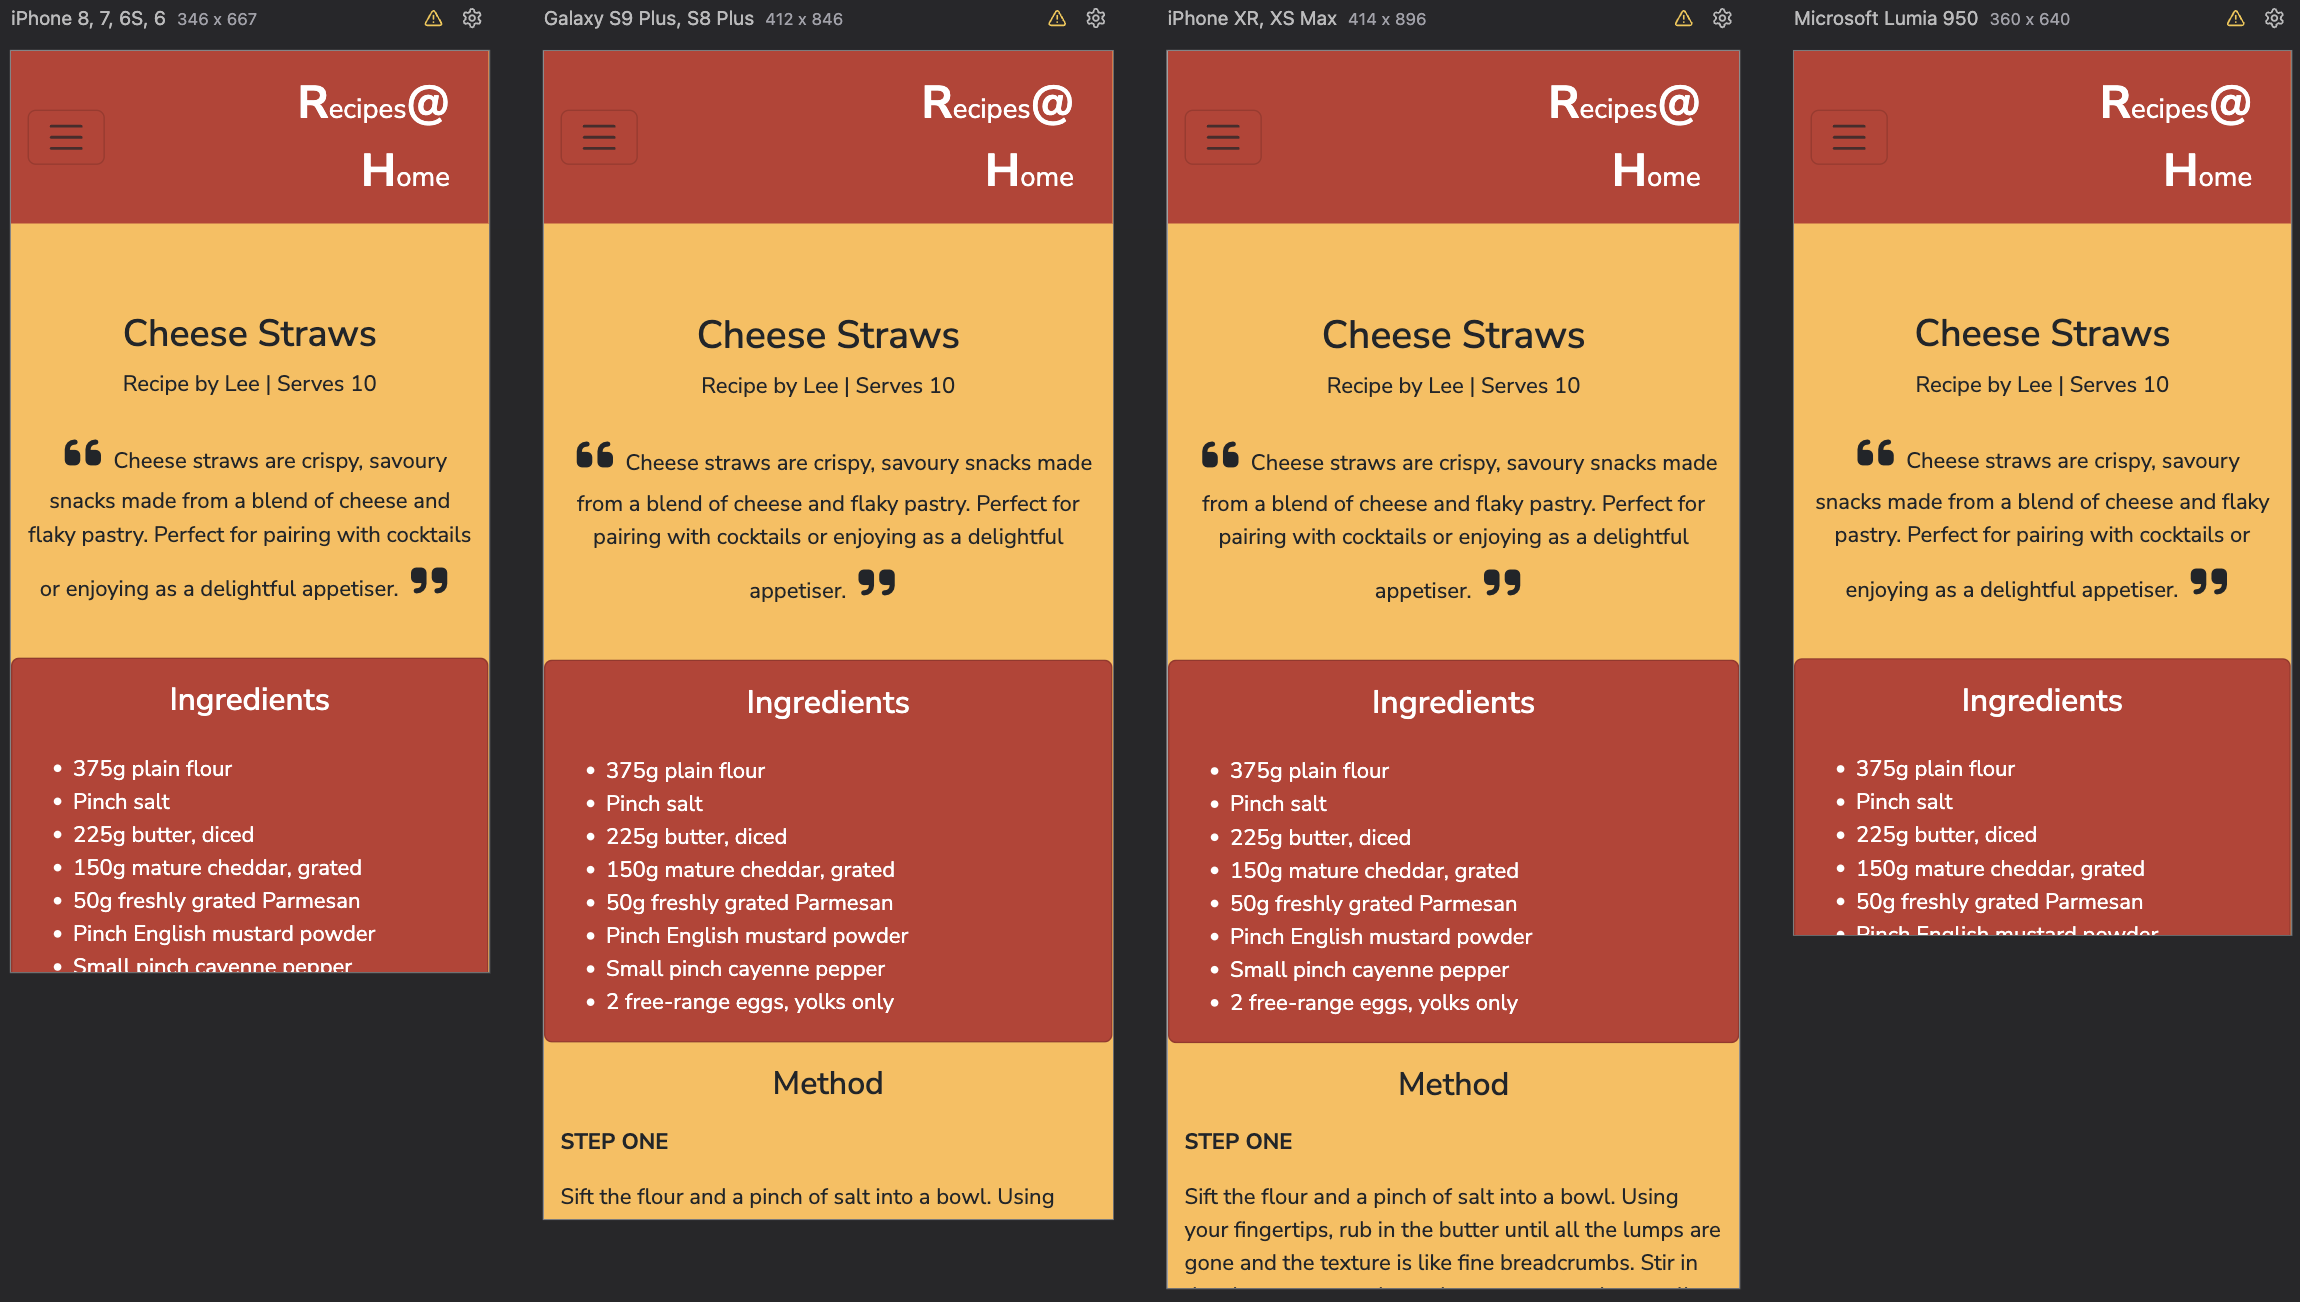 iPhone 8, 7, 6S, 6 346 x 667
Recipes@
Home
Cheese Straws
Recipe by Lee | Serves 10
Cheese straws are crispy, savoury
snacks made from a blend of cheese and
flaky pastry. Perfect for pairing with cocktails
or enjoying as a delightful appetiser.
Ingredients
375g plain flour
Pinch salt
225g butter, diced
150g mature cheddar, grated
50g freshly grated Parmesan
Pinch English mustard powder
Small pinch cayenne pepper
Galaxy S9 Plus, S8 Plus 412 x 846
Recipes@
Home
Cheese Straws
Recipe by Lee | Serves 10
Cheese straws are crispy, savoury snacks made
from a blend of cheese and flaky pastry. Perfect for
pairing with cocktails or enjoying as a delightful
appetiser.
Ingredients
375g plain flour
Pinch salt
225g butter, diced
150g mature cheddar, grated
50g freshly grated Parmesan
Pinch English mustard powder
Small pinch cayenne pepper
2 free-range eggs, yolks only
Method
STEP ONE
Sift the flour and a pinch of salt into a bowl. Using
iPhone XR, XS Max 414 x 896
Recipes@
Home
Cheese Straws
Recipe by Lee | Serves 10
Cheese straws are crispy, savoury snacks made
from a blend of cheese and flaky pastry. Perfect for
pairing with cocktails or enjoying as a delightful
appetiser.
Ingredients
375g plain flour
Pinch salt
225g butter, diced
150g mature cheddar, grated
50g freshly grated Parmesan
Pinch English mustard powder
Small pinch cayenne pepper
2 free-range eggs, yolks only
Method
STEP ONE
Sift the flour and a pinch of salt into a bowl. Using
your fingertips, rub in the butter until all the lumps are
gone and the texture is like fine breadcrumbs. Stir in
Microsoft Lumia 950 360 x 640
Recipes@
Home
Cheese Straws
Recipe by Lee | Serves 10
Cheese straws are crispy, savoury
snacks made from a blend of cheese and flaky
pastry. Perfect for pairing with cocktails or
enjoying as a delightful appetiser.
Ingredients
375g plain flour
Pinch salt
225g butter, diced
150g mature cheddar, grated
50g freshly grated Parmesan
Pinch English mustard powder